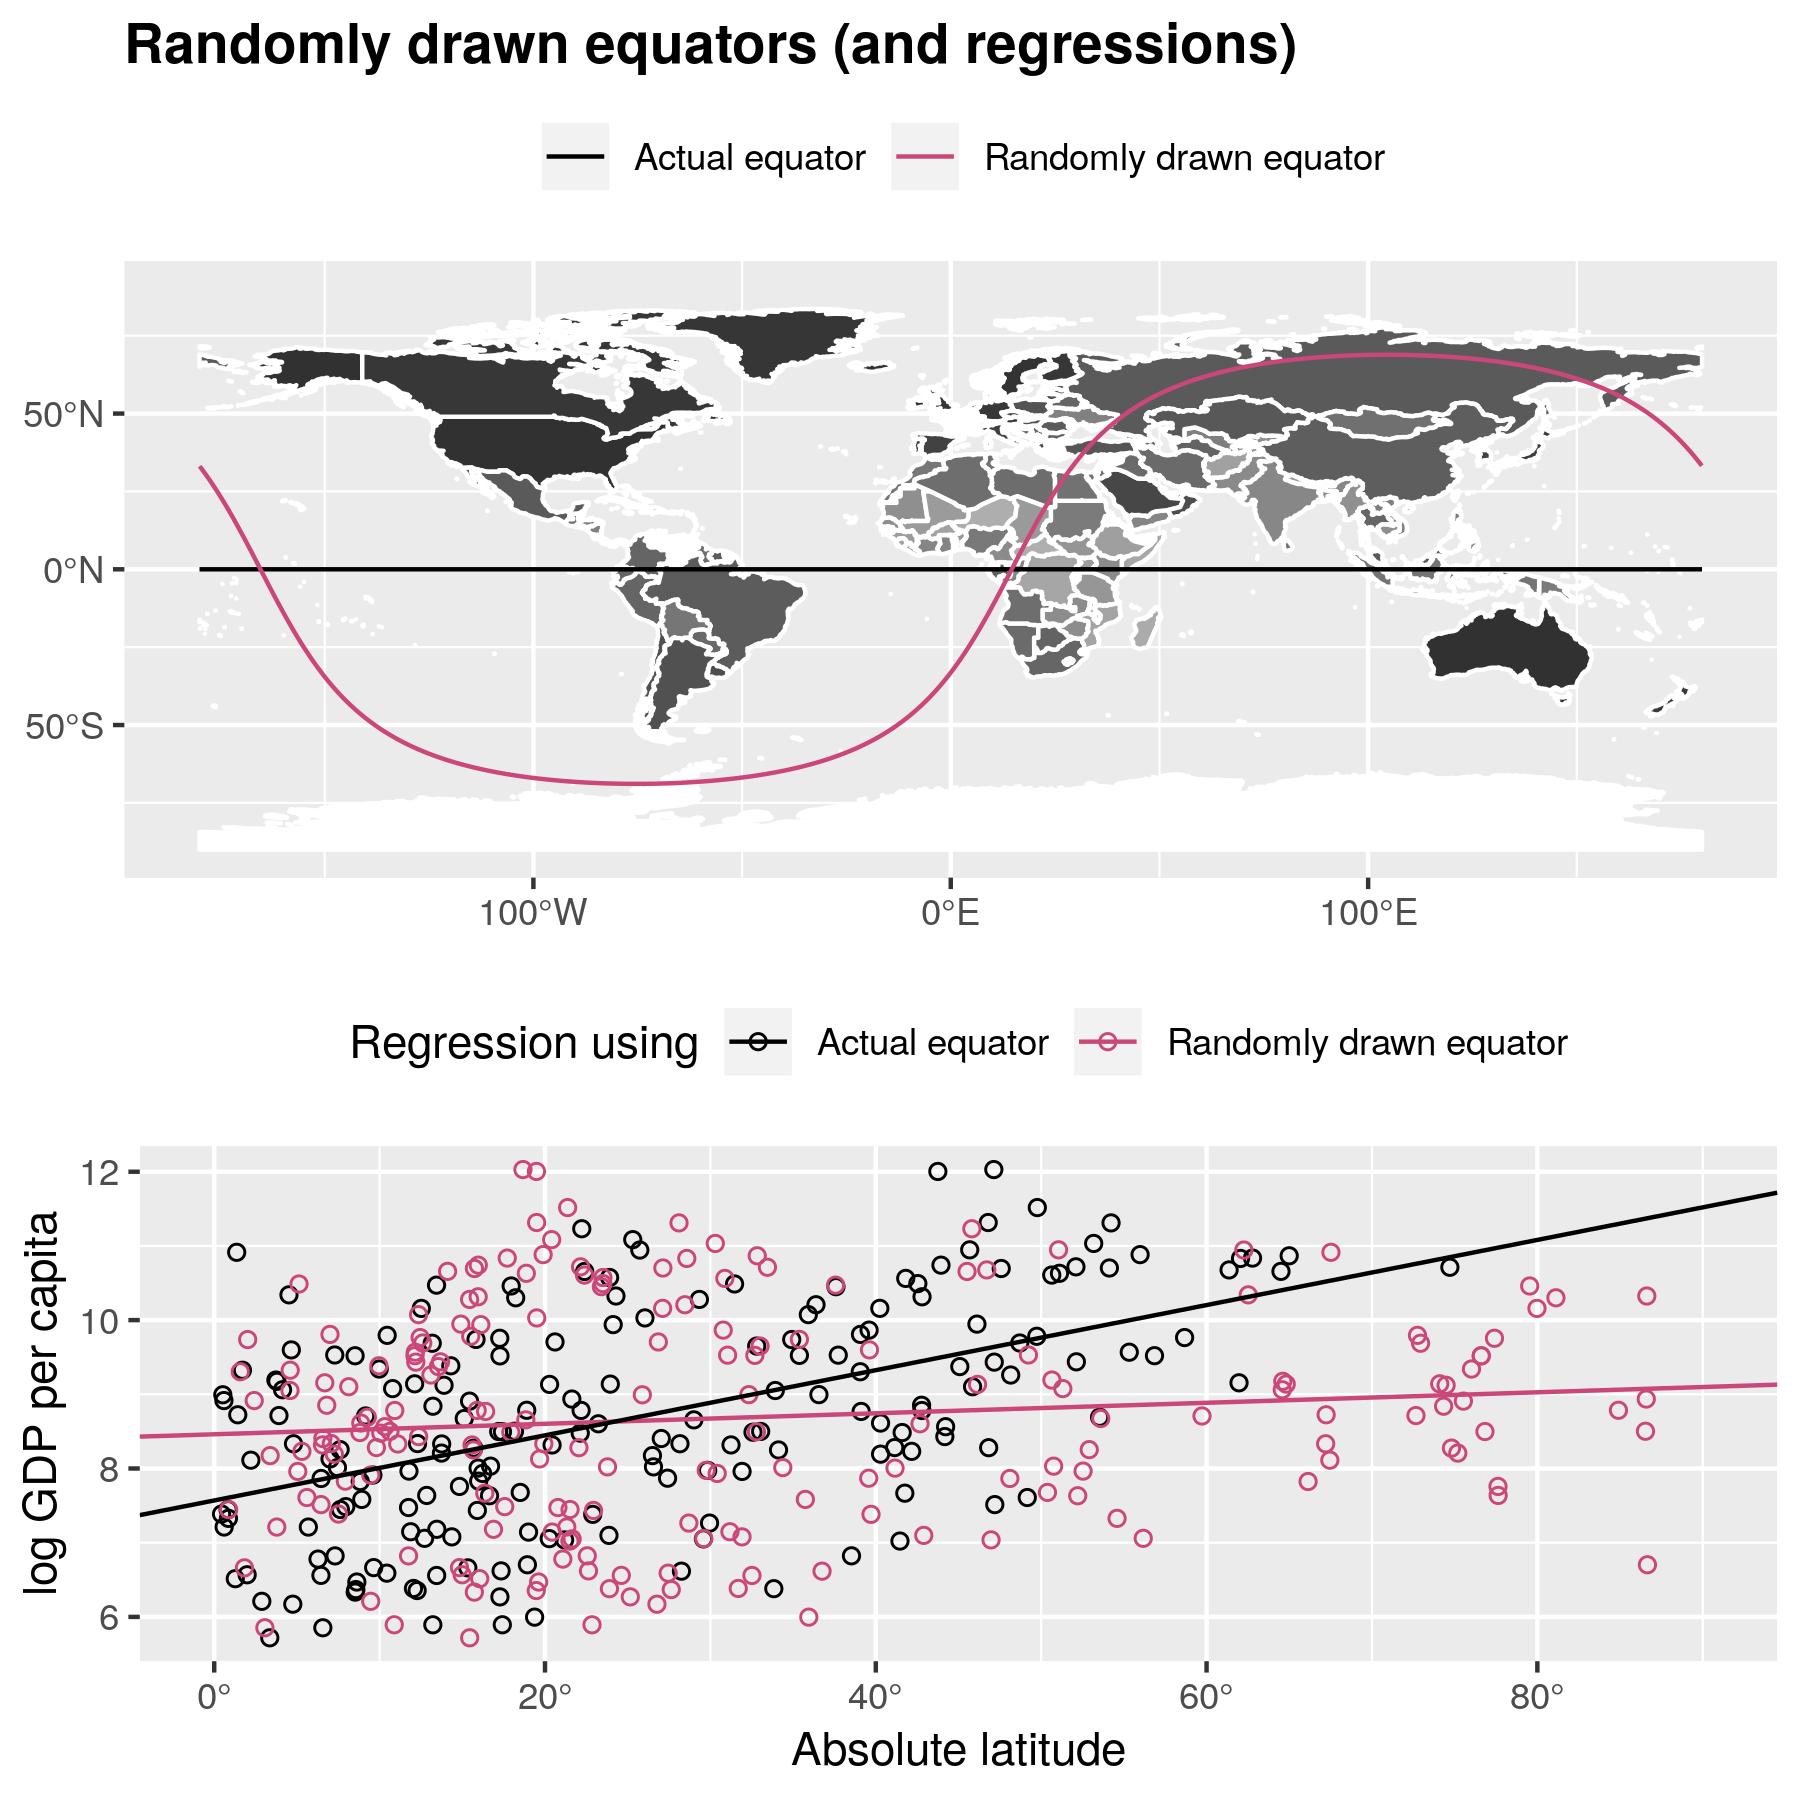 Randomly drawn equators (and regressions)
Actual equator
Randomly drawn equator
50°N
0°N
50°S
100°W
0°E
100°E
Regression using
Actual equator
Randomly drawn equator
log GDP per capita
12
10
8
6
0°
20°
40°
60°
80°
Absolute latitude